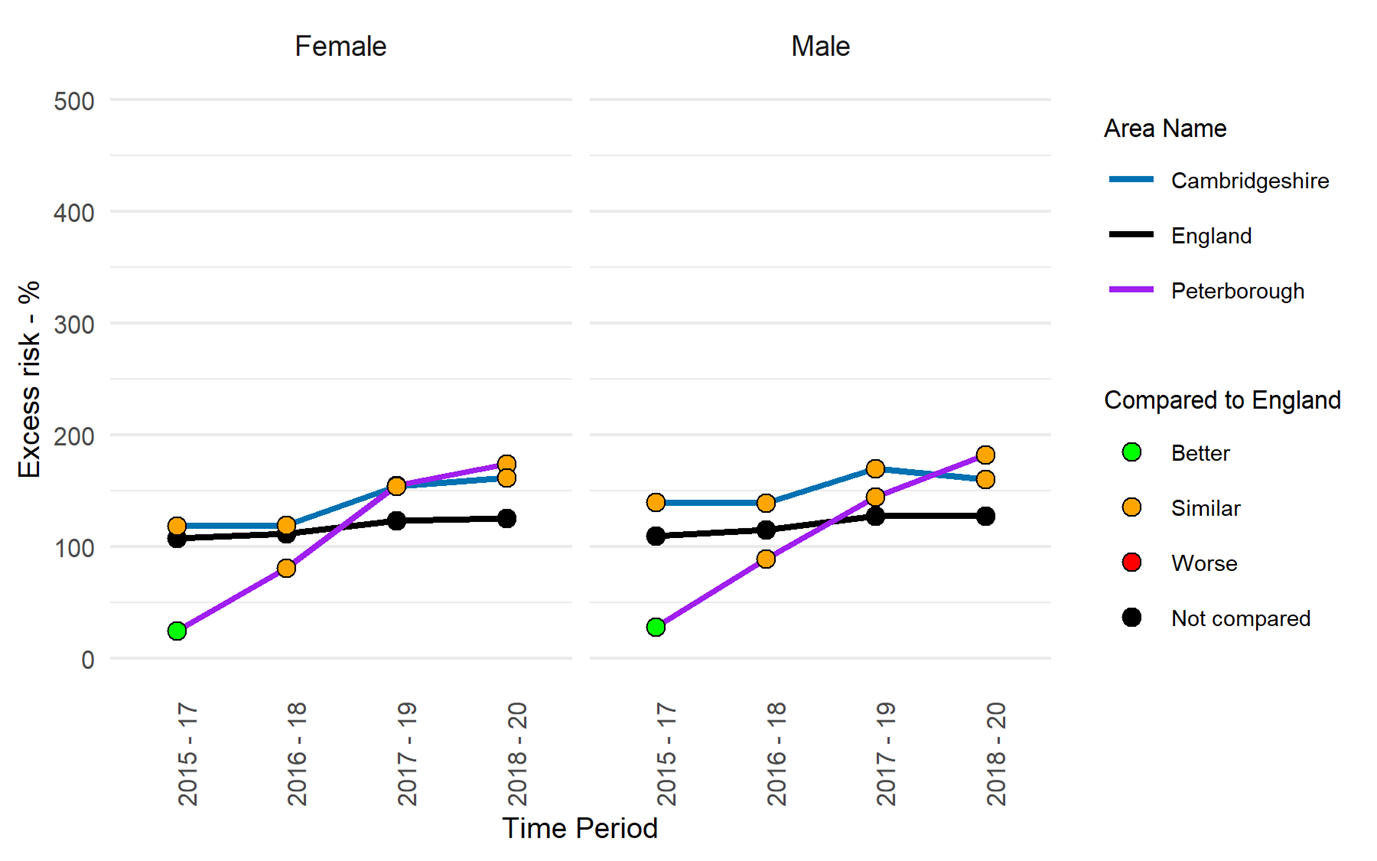 Female
Male
500
400
300
200
100
0
Excess risk - %
2015 - 17
2016 - 18
2017 - 19
2018 - 20
2015 - 17
2016 - 18
2017 - 19
2018 - 20
Time Period
Area Name
Cambridgeshire
England
Peterborough
Compared to England
Better
Similar
Worse
Not compared